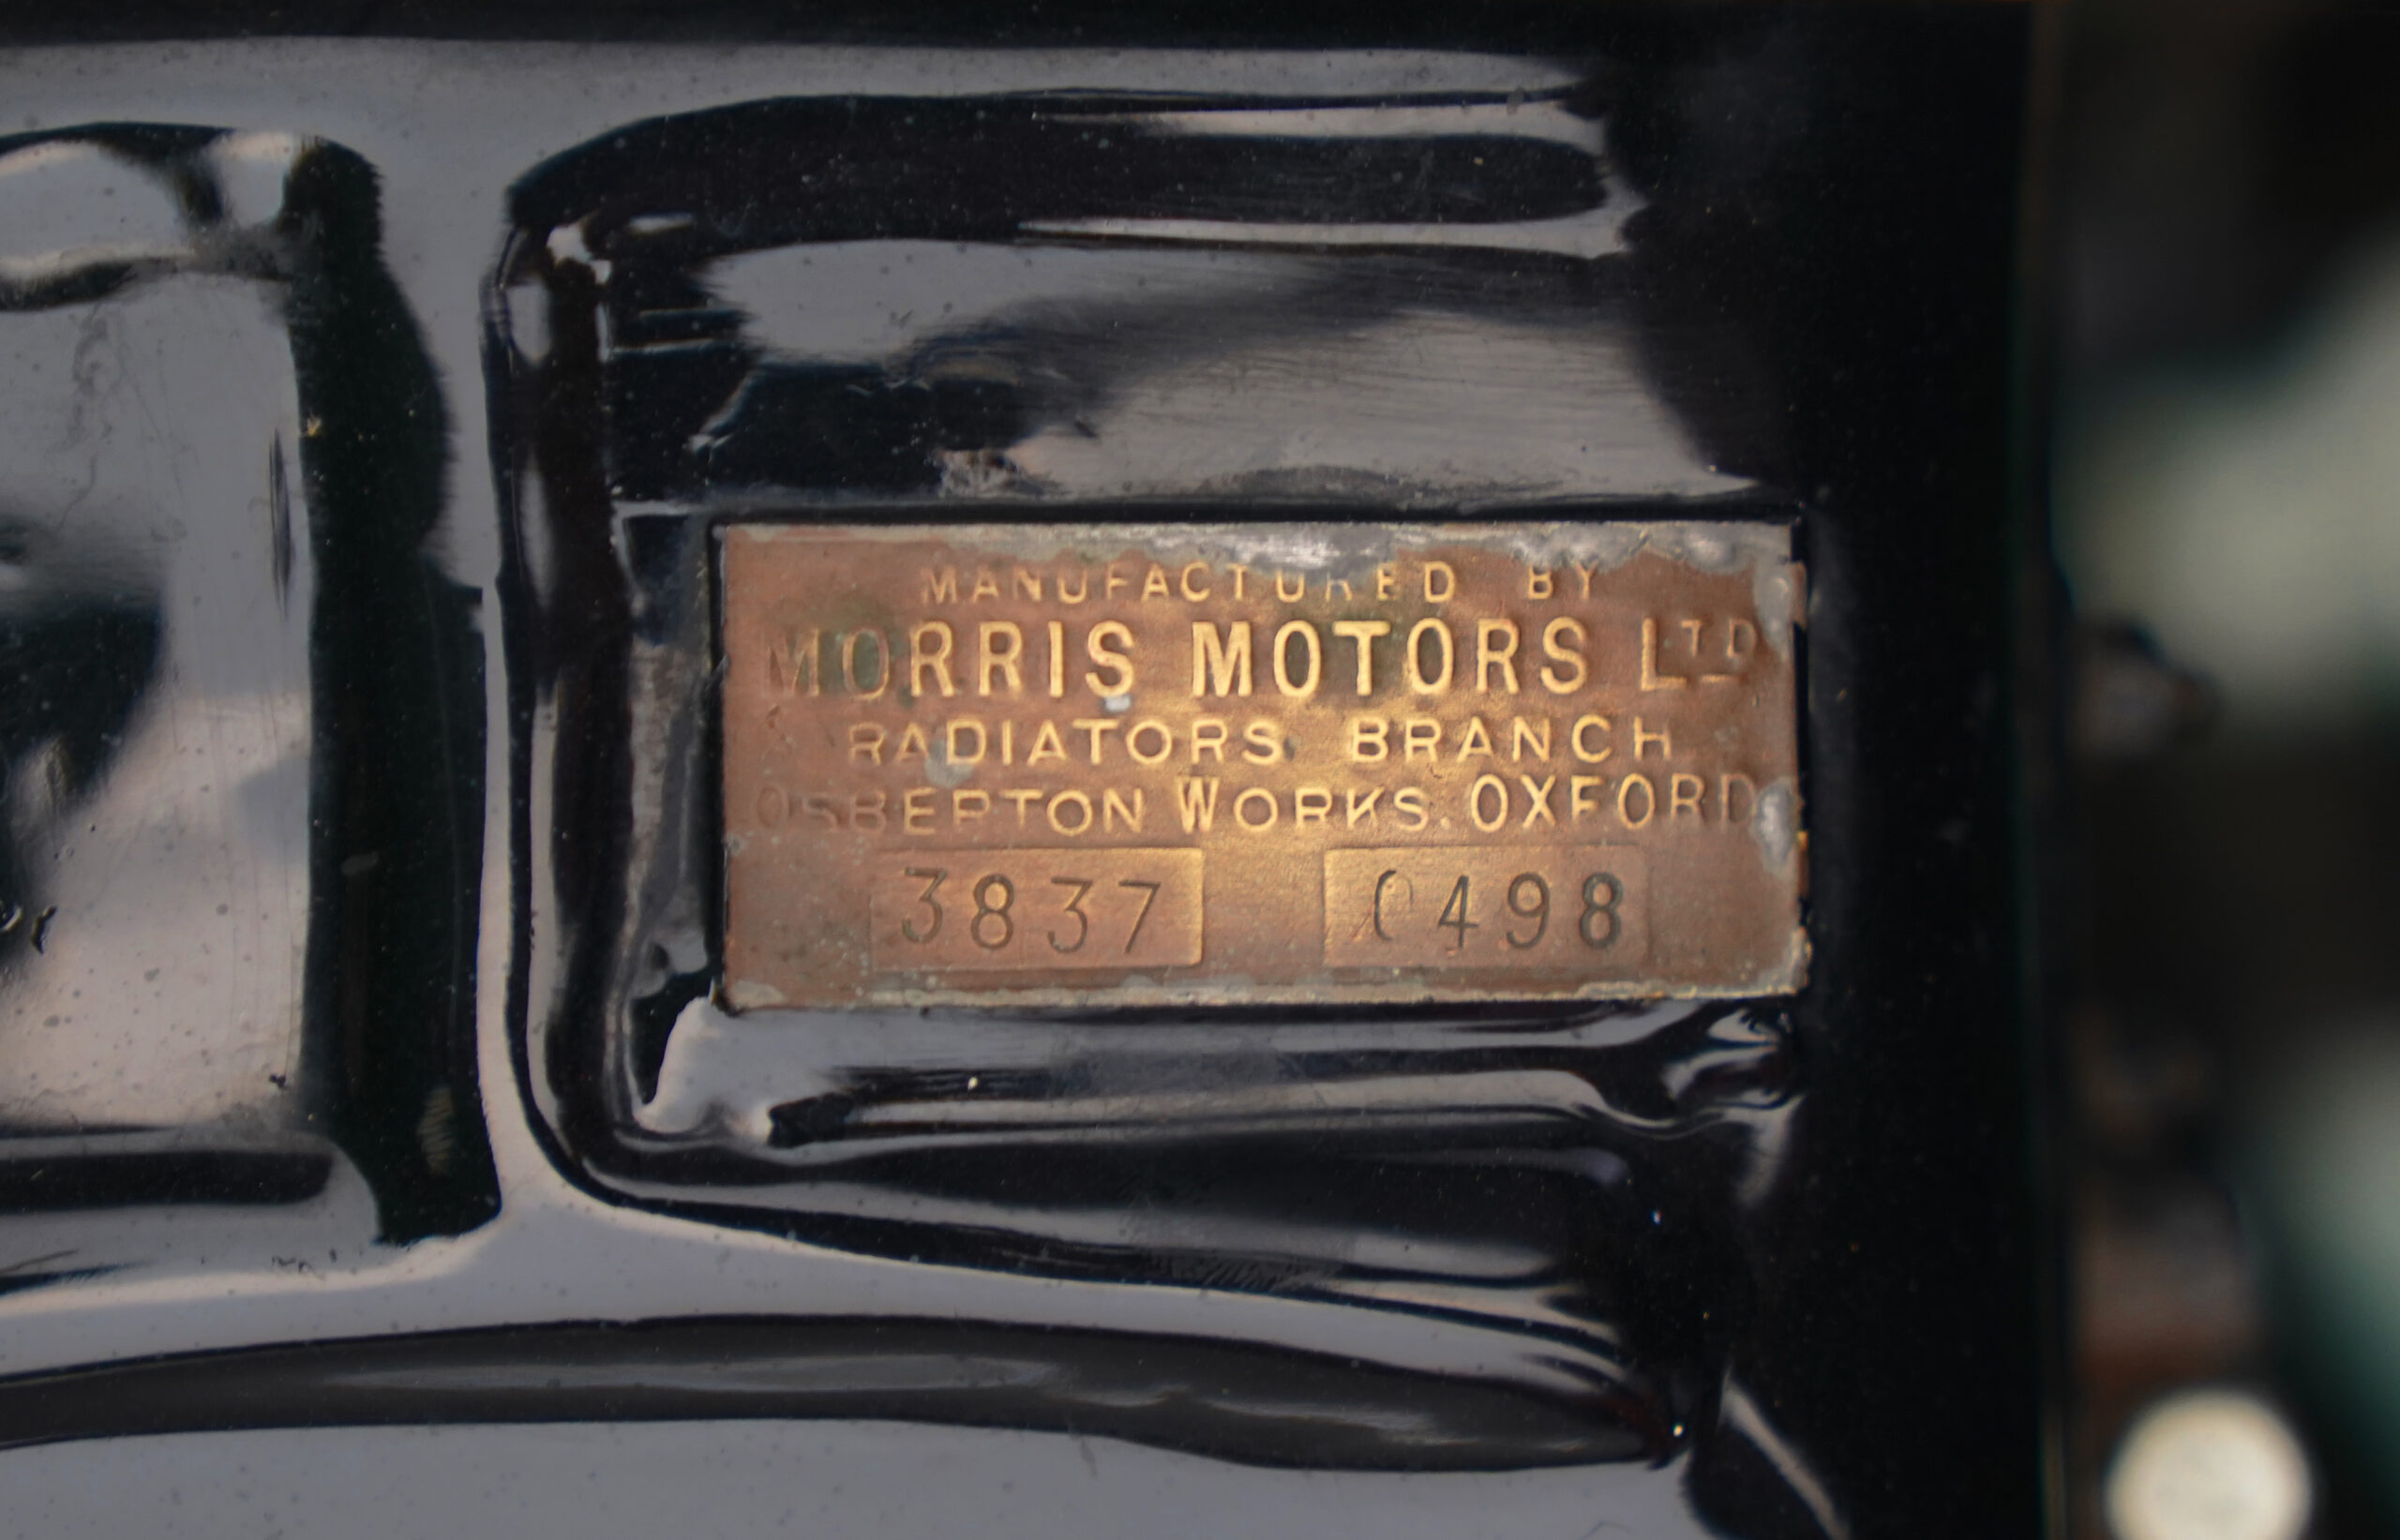 MANUFACTURED BY
MORRIS MOTORS LTD
RADIATORS BRANCH
OSBERTON WORKS. OXFORD
3837 0498